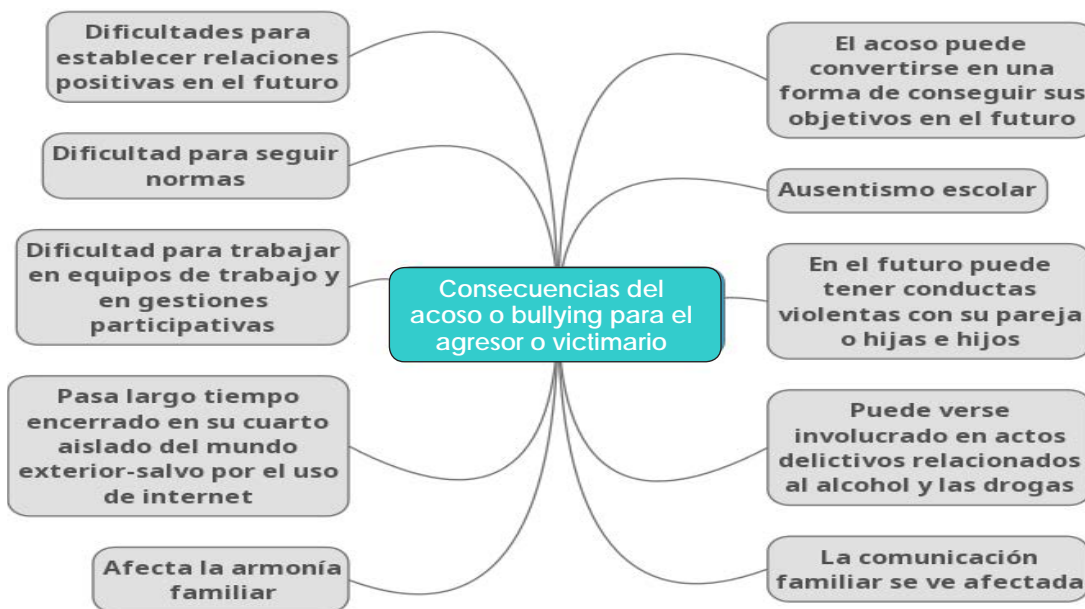 Dificultades para
establecer relaciones
positivas en el futuro
Dificultad para seguir
normas
Dificultad para trabajar
en equipos de trabajo y
en gestiones
participativas
Pasa largo tiempo
encerrado en su cuarto
aislado del mundo
exterior-salvo por el uso
de internet
Afecta la armonía
familiar
Consecuencias del
acoso o bullying para el
agresor o victimario
El acoso puede
convertirse en una
forma de conseguir sus
objetivos en el futuro
Ausentismo escolar
En el futuro puede
tener conductas
violentas con su pareja
o hijas e hijos
Puede verse
involucrado en actos
delictivos relacionados
al alcohol y las drogas
La comunicación
familiar se ve afectada